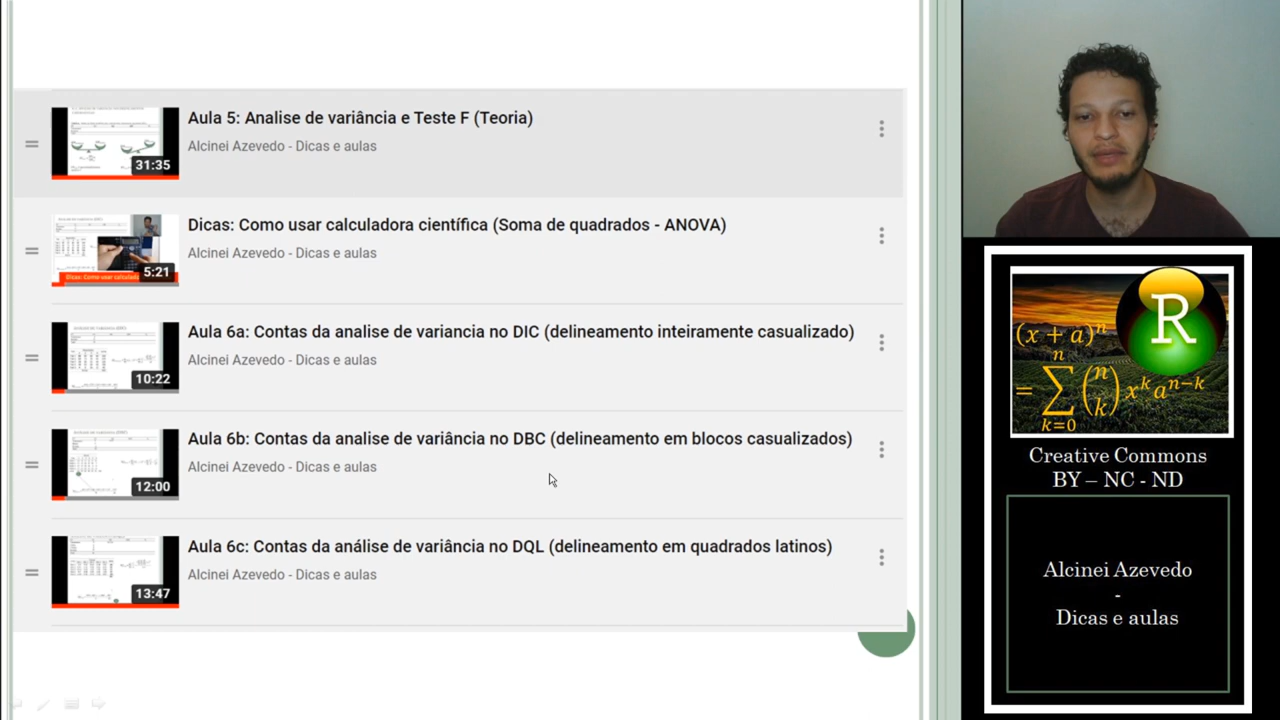 Aula 5: Analise de variância e Teste F (Teoria)
Alcinei Azevedo - Dicas e aulas
31:35
Dicas: Como usar calculadora científica (Soma de quadrados - ANOVA)
Alcinei Azevedo - Dicas e aulas
5:21
Aula 6a: Contas da analise de variancia no DIC (delineamento inteiramente casualizado)
Alcinei Azevedo - Dicas e aulas
10:22
Aula 6b: Contas da analise de variância no DBC (delineamento em blocos casualizados)
Alcinei Azevedo - Dicas e aulas
12:00
Aula 6c: Contas da análise de variância no DQL (delineamento em quadrados latinos)
Alcinei Azevedo - Dicas e aulas
13:47
R
(x + a)^n
= ∑_{k=0}^{n} (n k) x^k a^{n-k}
Creative Commons
BY – NC - ND
Alcinei Azevedo
-
Dicas e aulas